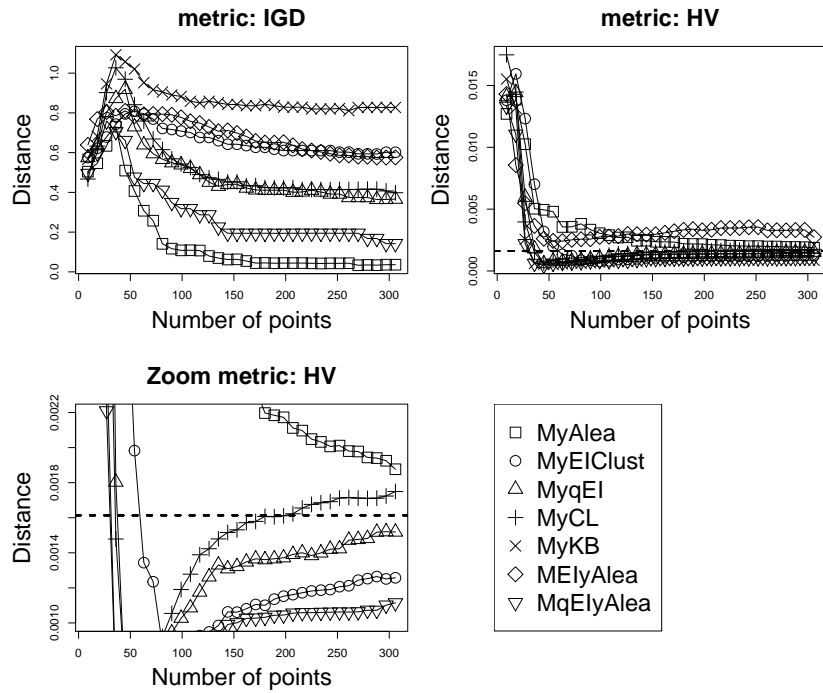 metric: IGD
Distance
0.0
0.2
0.4
0.6
0.8
1.0
0
50
100
150
200
250
300
Number of points
metric: HV
Distance
0.000
0.005
0.010
0.015
0
50
100
150
200
250
300
Number of points
Zoom metric: HV
Distance
0.0010
0.0014
0.0018
0.0022
0
50
100
150
200
250
300
Number of points
MyAlea
MyEIClust
MyqEI
MyCL
MyKB
MEIyAlea
MqEIyAlea